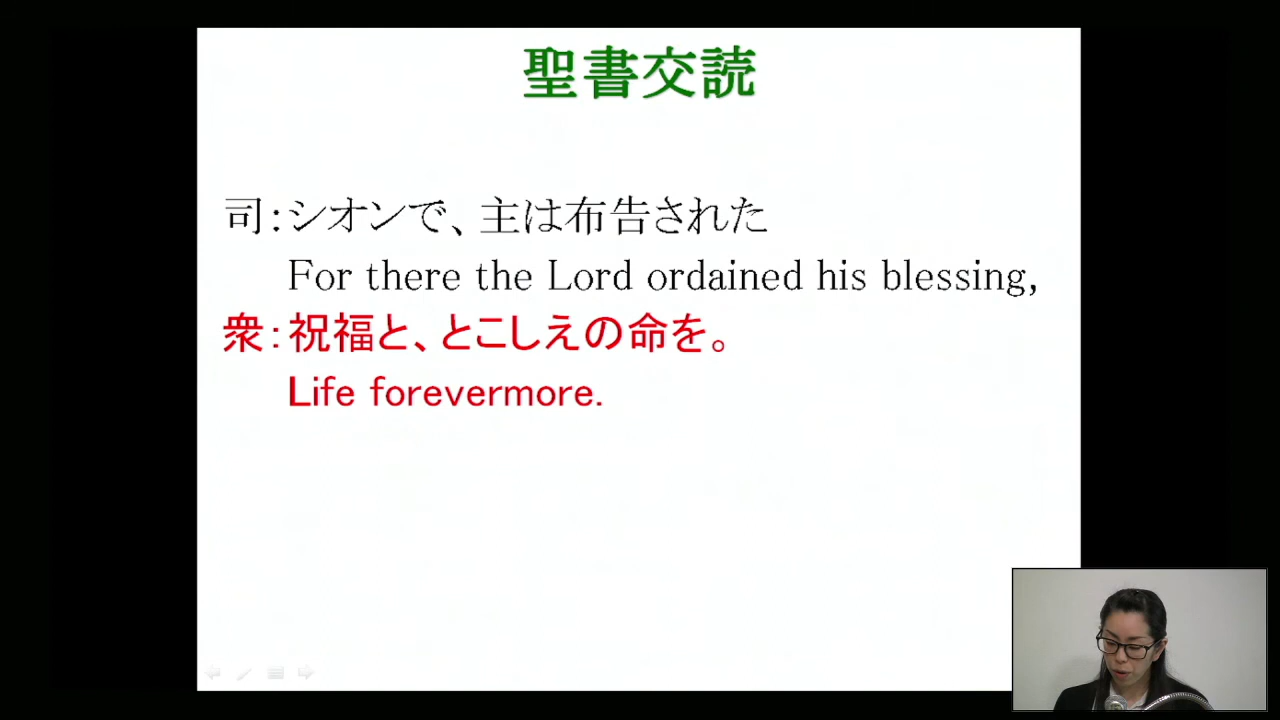 聖書交読
司：シオンで、主は布告された
For there the Lord ordained his blessing,
衆：祝福と、とこしえの命を。
Life forevermore.